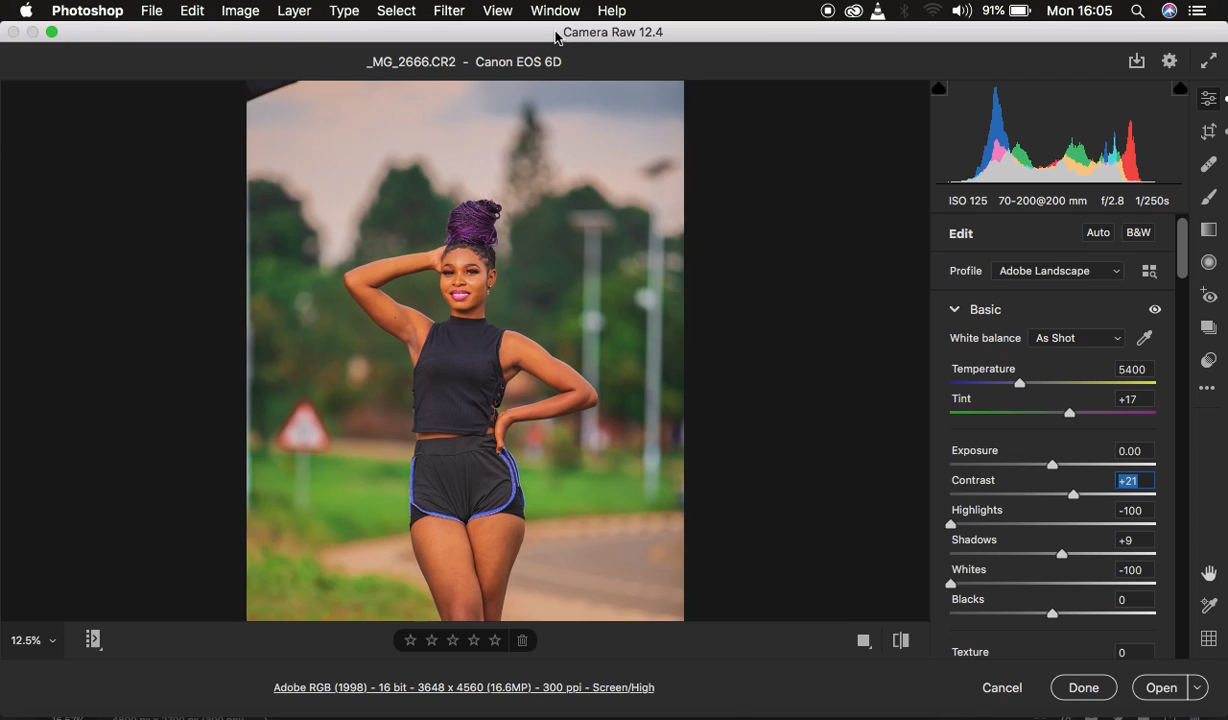 Photoshop File Edit Image Layer Type Select Filter View Window Help 91% Mon 16:05
Camera Raw 12.4
_MG_2666.CR2 - Canon EOS 6D
ISO 125 70-200@200 mm f/2.8 1/250s
Edit Auto B&W
Profile Adobe Landscape
Basic
White balance As Shot
Temperature 5400
Tint +17
Exposure 0.00
Contrast +21
Highlights -100
Shadows +9
Whites -100
Blacks 0
12.5%
Texture 0
Adobe RGB (1998) - 16 bit - 3648 x 4560 (16.6MP) - 300 ppi - Screen/High
Cancel Done Open